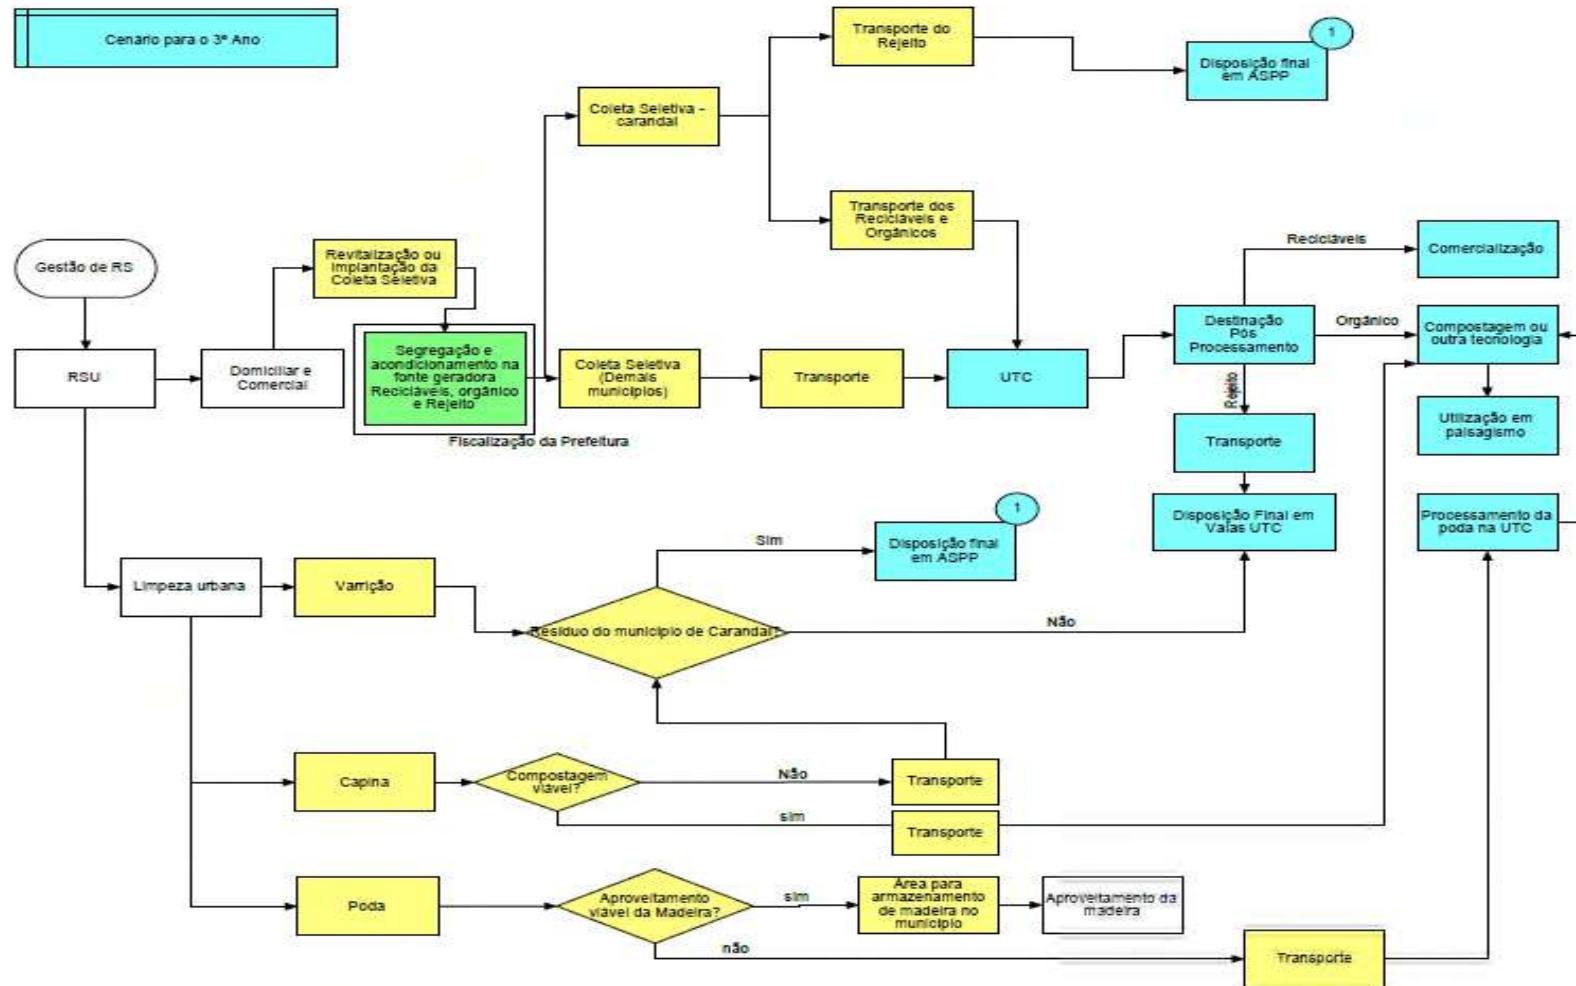 Cenário para o 3º Ano
Transporte do
Rejeito
1
Disposição final
em ASPP
Coleta Seletiva -
carandaí
Transporte dos
Recicláveis e
Orgânicos
Gestão de RS
Revitalização ou
Implantação da
Coleta Seletiva
Recicláveis
Comercialização
RSU
Domiciliar e
Comercial
Segregação e
acondicionamento na
fonte geradora
Recicláveis, orgânico
e Rejeito
Fiscalização da Prefeitura
Coleta Seletiva
(Demais
municípios)
Transporte
UTC
Destinação
Pós
Processamento
Orgânico
Compostagem ou
outra tecnologia
Rejeito
Utilização em
paisagismo
Transporte
Disposição Final em
Valas UTC
Processamento da
poda na UTC
1
Disposição final
em ASPP
Sim
Limpeza urbana
Varrição
Resíduo do município de Carandaí?
Não
Capina
Compostagem
viável?
Não
Transporte
sim
Transporte
Poda
Aproveitamento
viável da Madeira?
sim
Área para
armazenamento
de madeira no
município
Aproveitamento da
madeira
não
Transporte